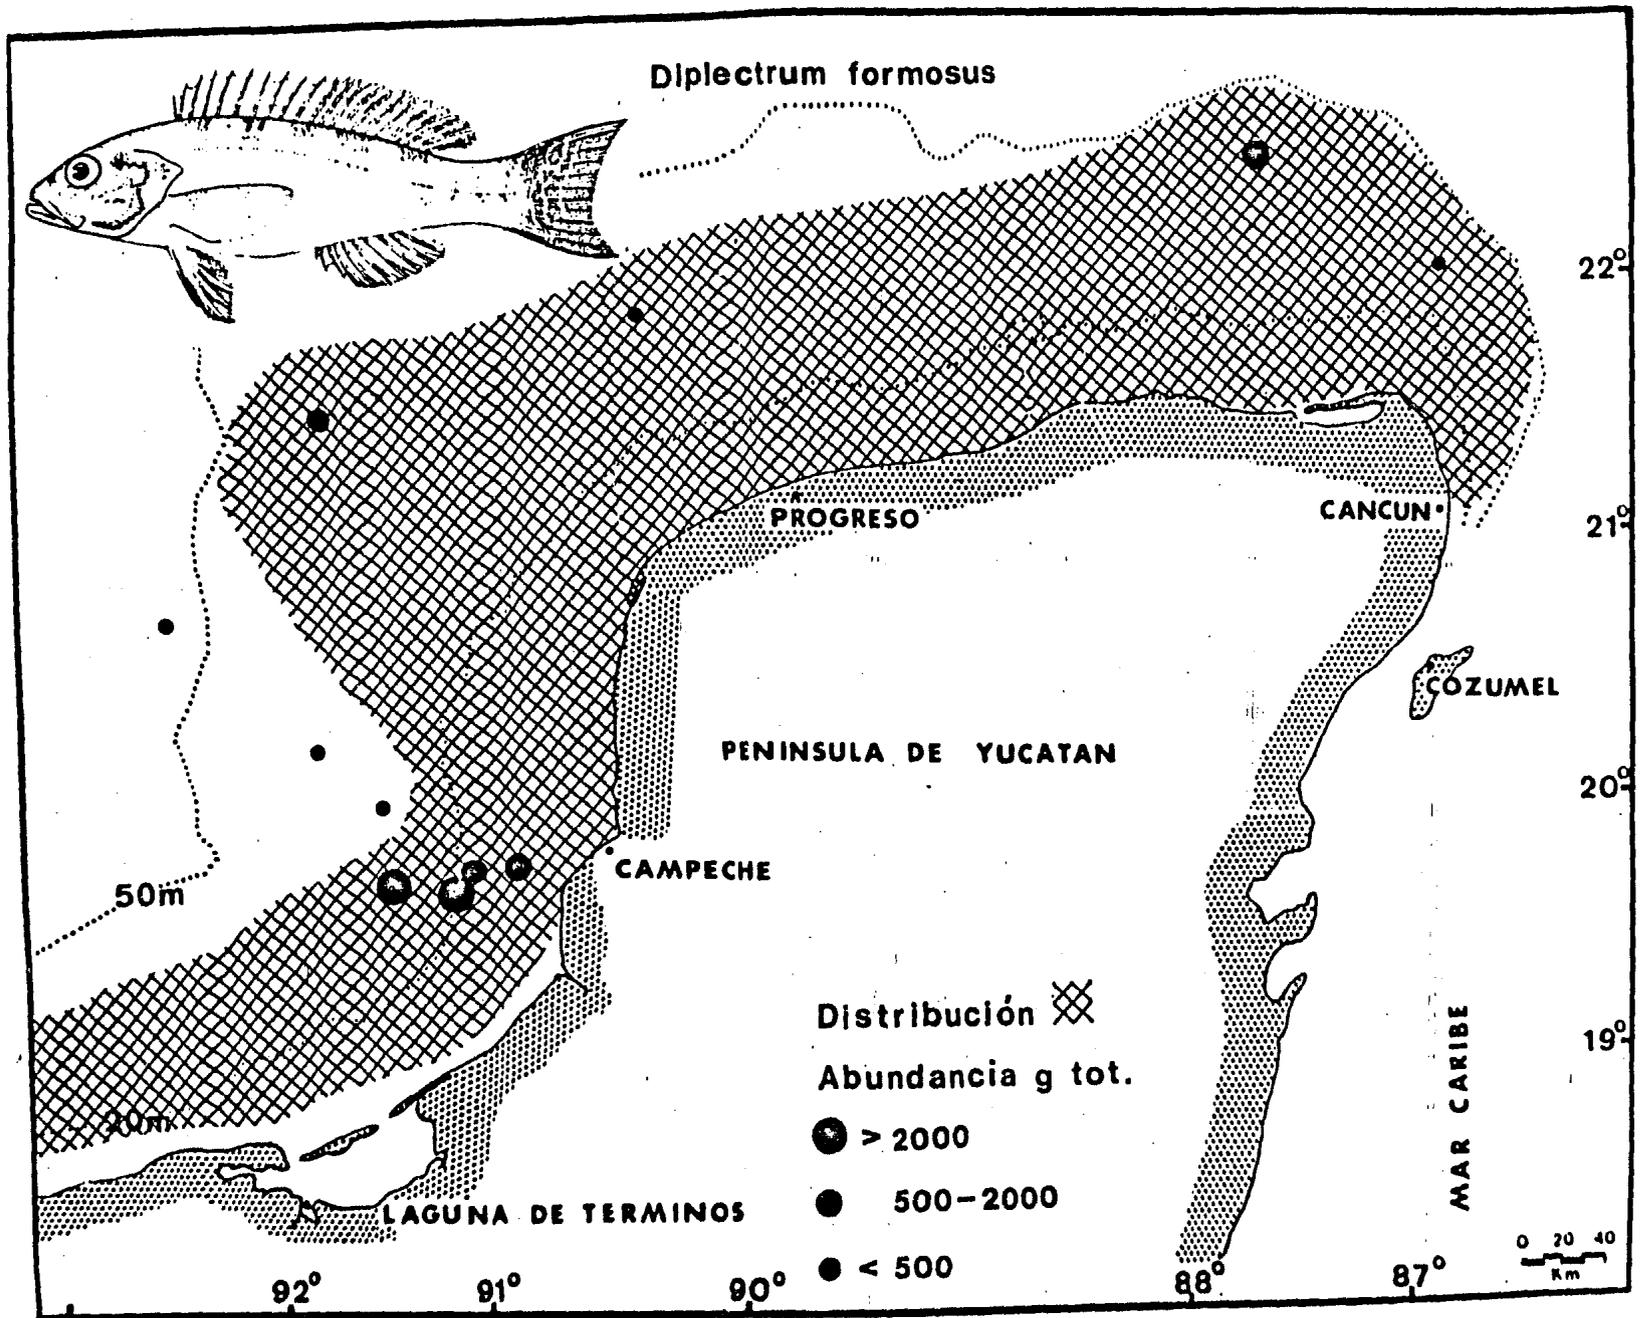 Diplectrum formosus
22°
PROGRESO
CANCUN
21°
COZUMEL
PENINSULA DE YUCATAN
20°
CAMPECHE
50m
Distribución
19°
Abundancia g tot.
20m
> 2000
MAR CARIBE
500-2000
LAGUNA DE TERMINOS
< 500
0 20 40
Km
92° 91° 90° 88° 87°